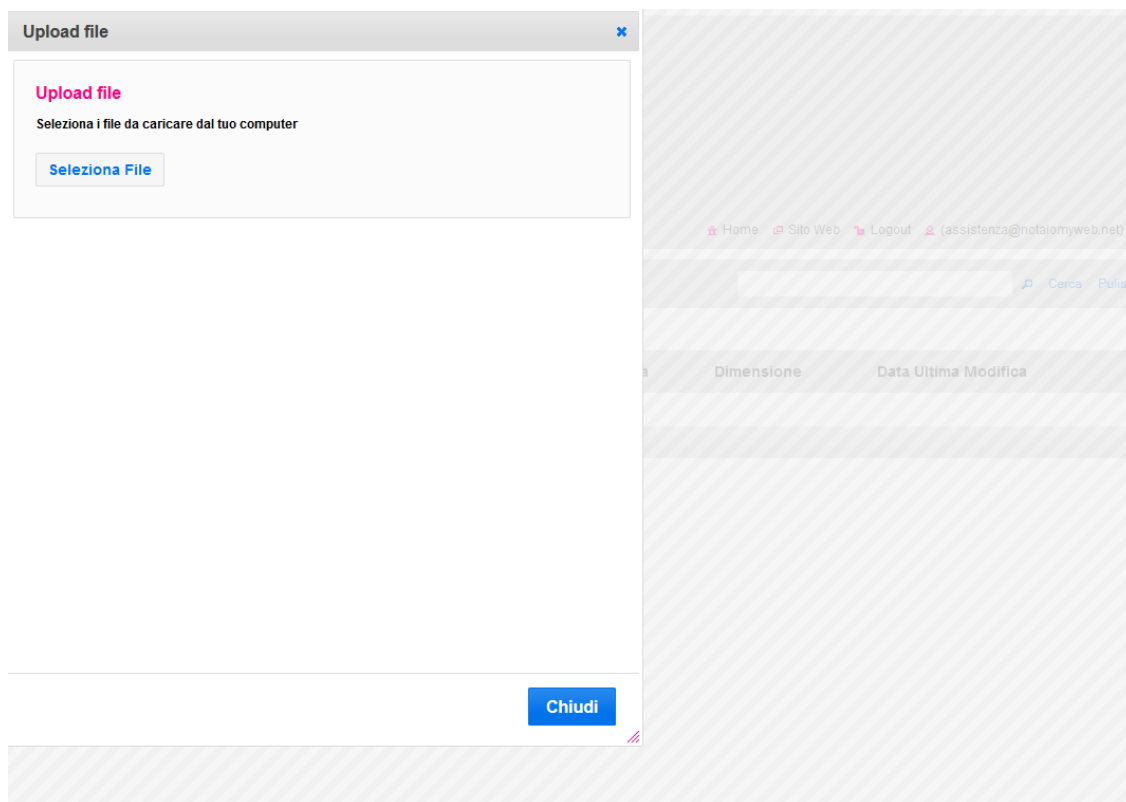 Upload file
Upload file
Seleziona i file da caricare dal tuo computer
Seleziona File
Home Sito Web Logout (assistenza@notaiomyweb.net)
Cerca Pulis
a Dimensione Data Ultima Modifica
Chiudi